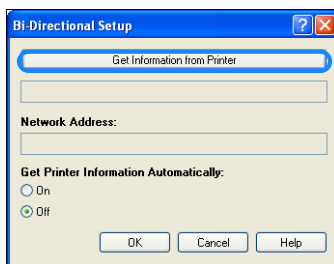 Bi-Directional Setup
Get Information from Printer
Network Address:
Get Printer Information Automatically:
On
Off
OK Cancel Help